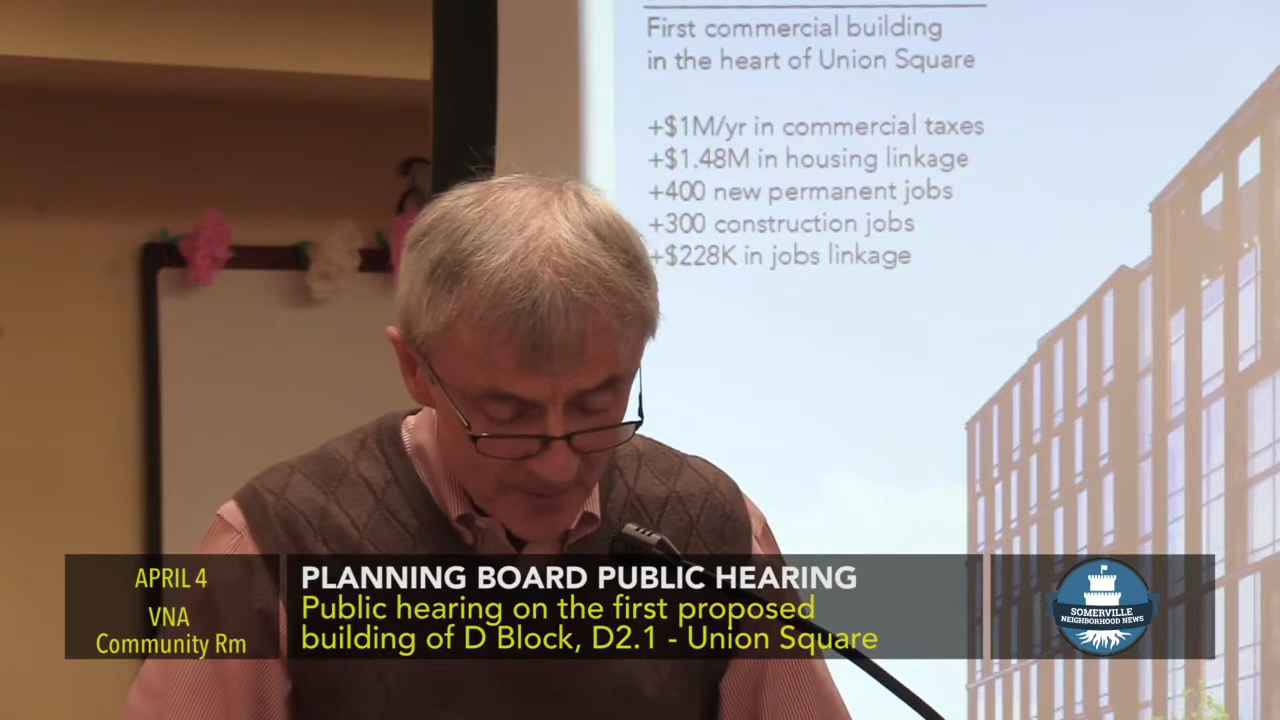 First commercial building
in the heart of Union Square
+$1M/yr in commercial taxes
+$1.48M in housing linkage
+400 new permanent jobs
+300 construction jobs
+$228K in jobs linkage
APRIL 4
VNA
Community Rm
PLANNING BOARD PUBLIC HEARING
Public hearing on the first proposed
building of D Block, D2.1 - Union Square
SOMERVILLE
NEIGHBORHOOD NEWS